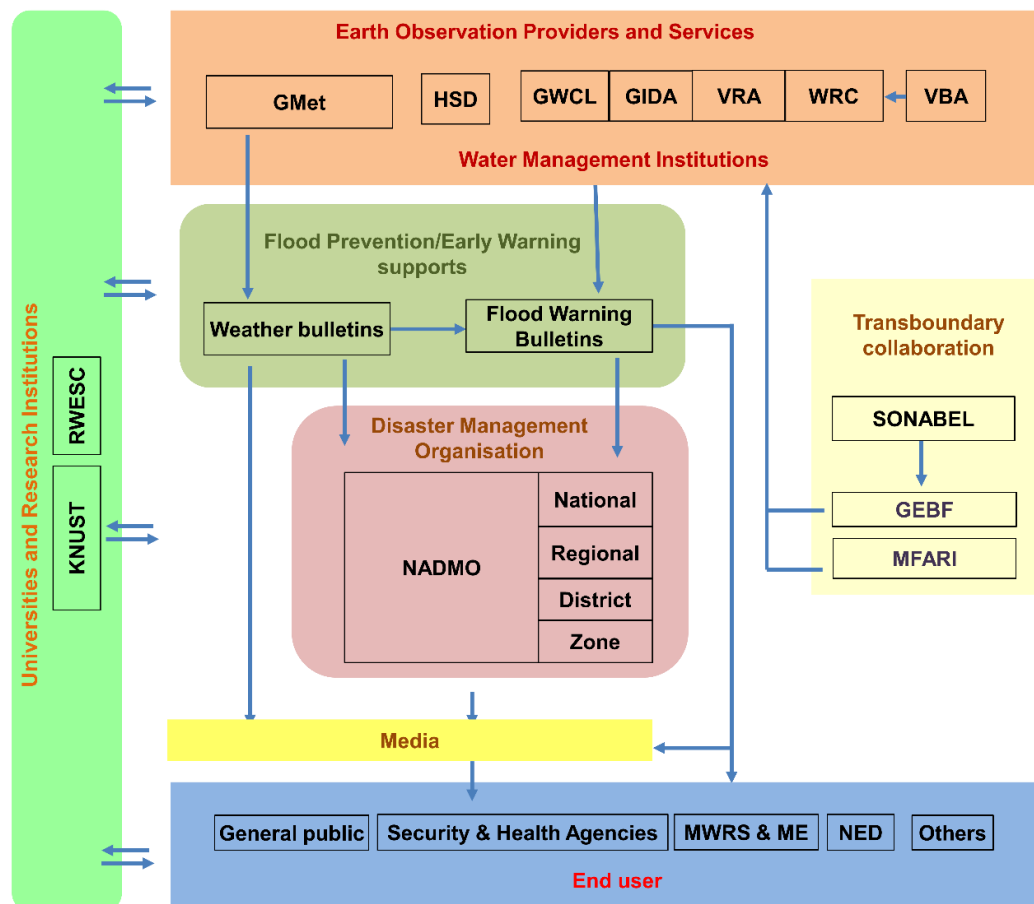 Earth Observation Providers and Services
GMet
HSD
GWCL
GIDA
VRA
WRC
VBA
Water Management Institutions
Flood Prevention/Early Warning
supports
Weather bulletins
Flood Warning
Bulletins
Transboundary
collaboration
SONABEL
GEBF
MFARI
Universities and Research Institutions
RWESC
KNUST
Disaster Management
Organisation
NADMO
National
Regional
District
Zone
Media
General public
Security & Health Agencies
MWRS & ME
NED
Others
End user